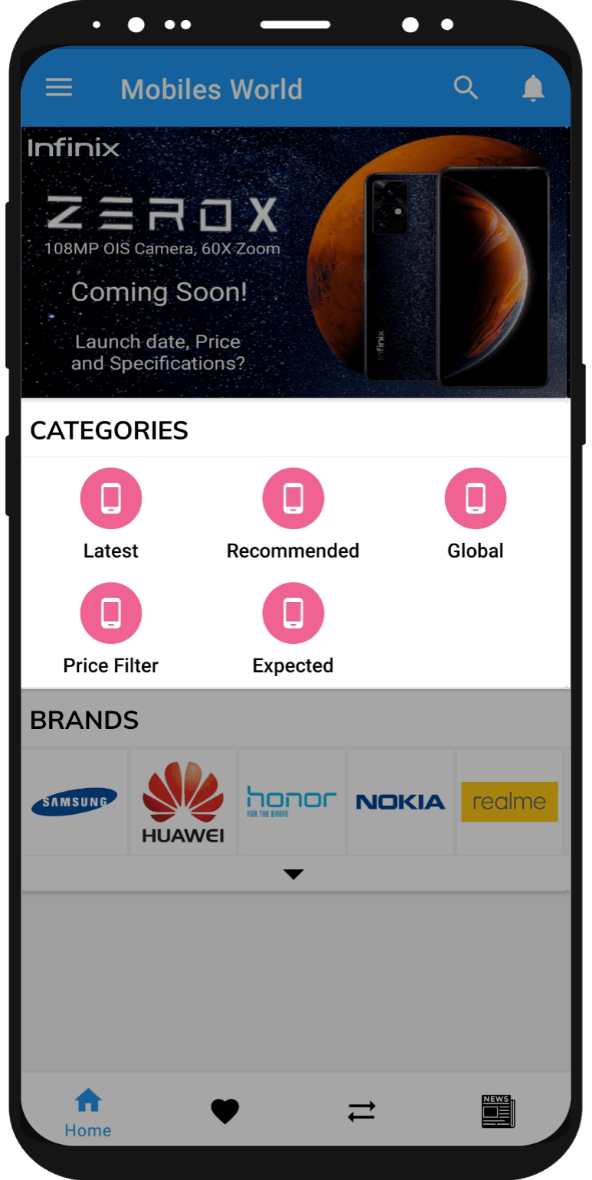 Mobiles World
Infinix
ZEROX
108MP OIS Camera, 60X Zoom
Coming Soon!
Launch date, Price
and Specifications?
Infinix
CATEGORIES
Latest
Recommended
Global
Price Filter
Expected
BRANDS
SAMSUNG
HUAWEI
honor
FOR THE BRAVE
NOKIA
realme
Home
NEWS